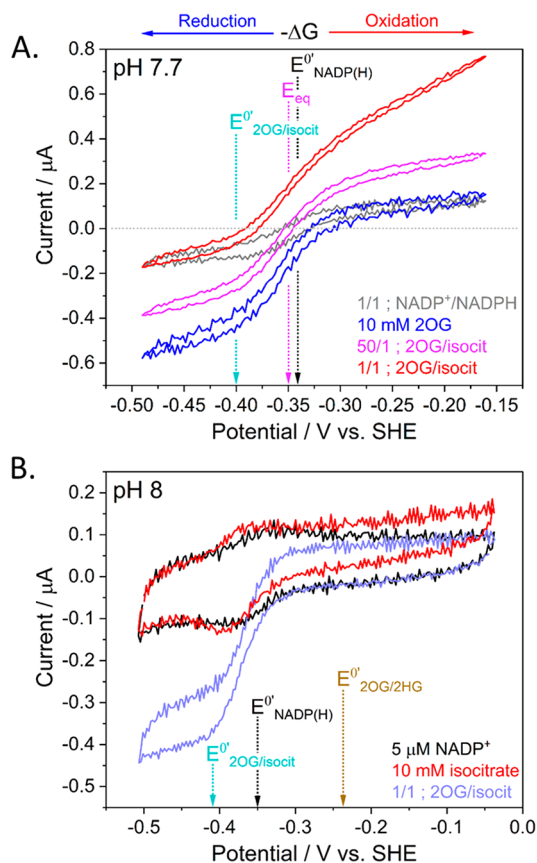 Reduction -ΔG Oxidation
A.
pH 7.7
E0'NADP(H)
Eeq
E0'2OG/isocit
Current / μA
0.8
0.6
0.4
0.2
0.0
-0.2
-0.4
-0.6
1/1 ; NADP+/NADPH
10 mM 2OG
50/1 ; 2OG/isocit
1/1 ; 2OG/isocit
-0.50 -0.45 -0.40 -0.35 -0.30 -0.25 -0.20 -0.15
Potential / V vs. SHE
B.
pH 8
Current / μA
0.2
0.1
0.0
-0.1
-0.2
-0.3
-0.4
-0.5
E0'2OG/2HG
E0'NADP(H)
E0'2OG/isocit
5 μM NADP+
10 mM isocitrate
1/1 ; 2OG/isocit
-0.5 -0.4 -0.3 -0.2 -0.1 0.0
Potential / V vs. SHE